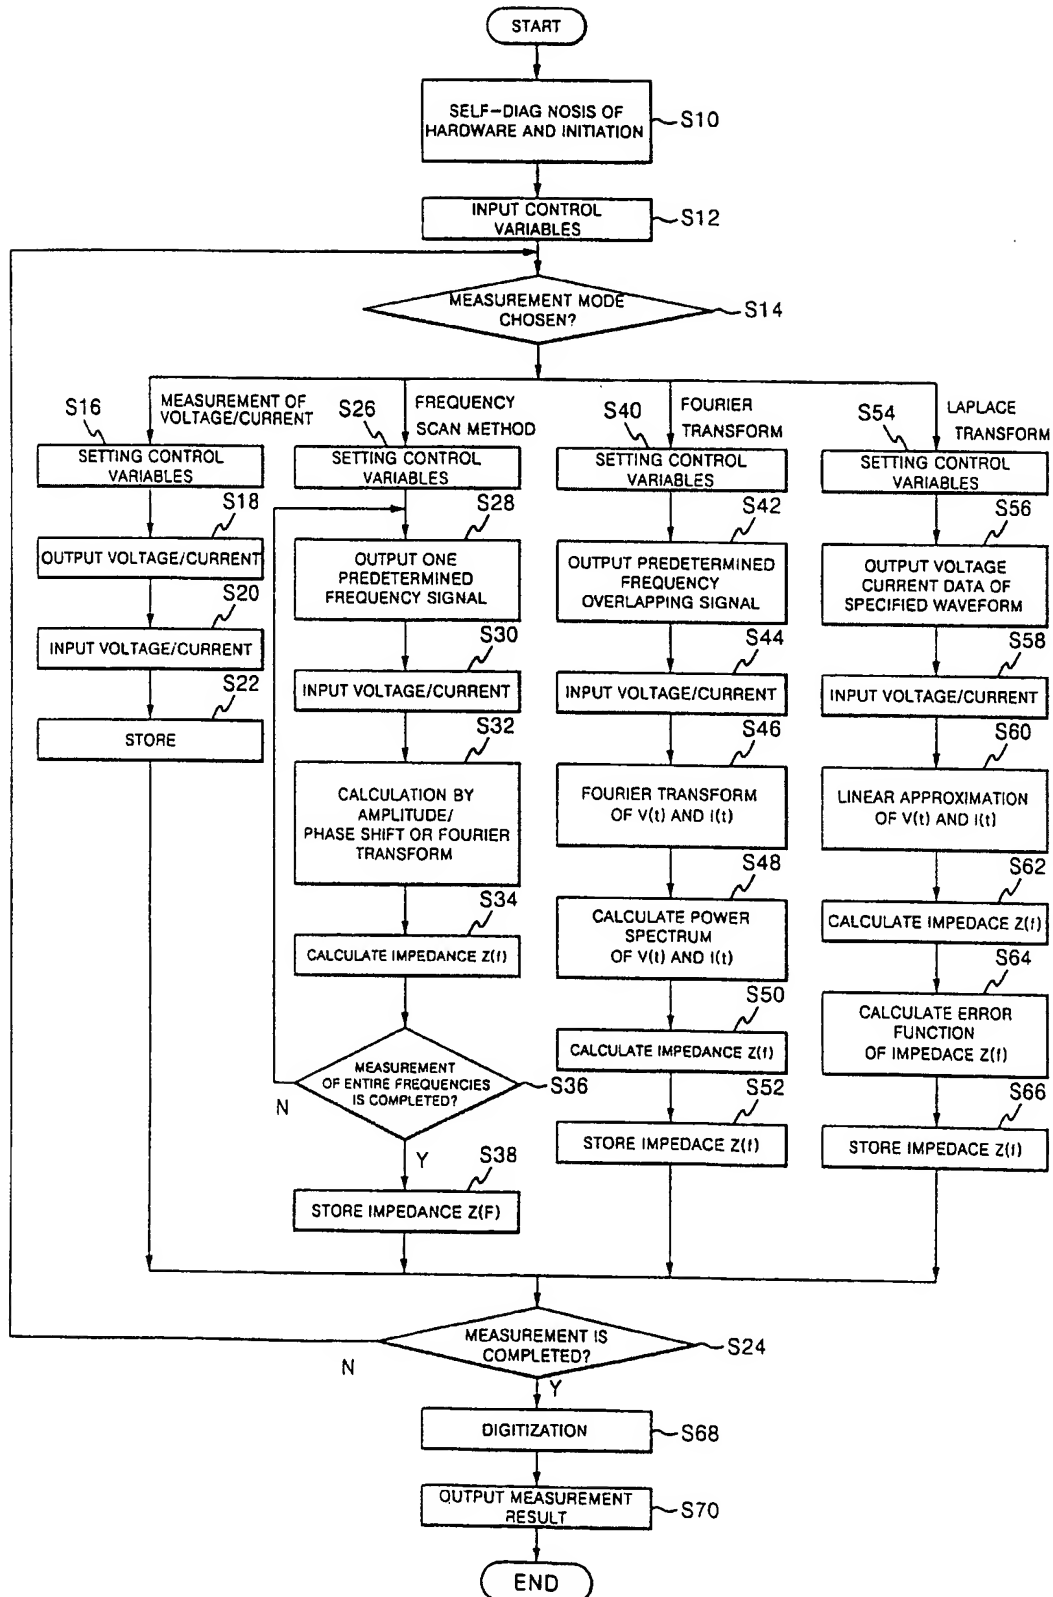 START
SELF-DIAG NOSIS OF
HARDWARE AND INITIATION
S10
INPUT CONTROL
VARIABLES
S12
MEASUREMENT MODE
CHOSEN?
S14
MEASUREMENT OF
VOLTAGE/CURRENT
S16
SETTING CONTROL
VARIABLES
S18
OUTPUT VOLTAGE/CURRENT
S20
INPUT VOLTAGE/CURRENT
S22
STORE
FREQUENCY
SCAN METHOD
S26
SETTING CONTROL
VARIABLES
S28
OUTPUT ONE
PREDETERMINED
FREQUENCY SIGNAL
S30
INPUT VOLTAGE/CURRENT
S32
CALCULATION BY
AMPLITUDE/
PHASE SHIFT OR FOURIER
TRANSFORM
S34
CALCULATE IMPEDANCE Z(f)
MEASUREMENT
OF ENTIRE FREQUENCIES
IS COMPLETED?
S36
N
Y
S38
STORE IMPEDANCE Z(F)
FOURIER
TRANSFORM
S40
SETTING CONTROL
VARIABLES
S42
OUTPUT PREDETERMINED
FREQUENCY
OVERLAPPING SIGNAL
S44
INPUT VOLTAGE/CURRENT
S46
FOURIER TRANSFORM
OF V(t) AND I(t)
S48
CALCULATE POWER
SPECTRUM
OF V(t) AND I(t)
S50
CALCULATE IMPEDANCE Z(f)
S52
STORE IMPEDACE Z(f)
LAPLACE
TRANSFORM
S54
SETTING CONTROL
VARIABLES
S56
OUTPUT VOLTAGE
CURRENT DATA OF
SPECIFIED WAVEFORM
S58
INPUT VOLTAGE/CURRENT
S60
LINEAR APPROXIMATION
OF V(t) AND I(t)
S62
CALCULATE IMPEDACE Z(f)
S64
CALCULATE ERROR
FUNCTION
OF IMPEDACE Z(f)
S66
STORE IMPEDACE Z(f)
MEASUREMENT IS
COMPLETED?
S24
N
Y
DIGITIZATION
S68
OUTPUT MEASUREMENT
RESULT
S70
END